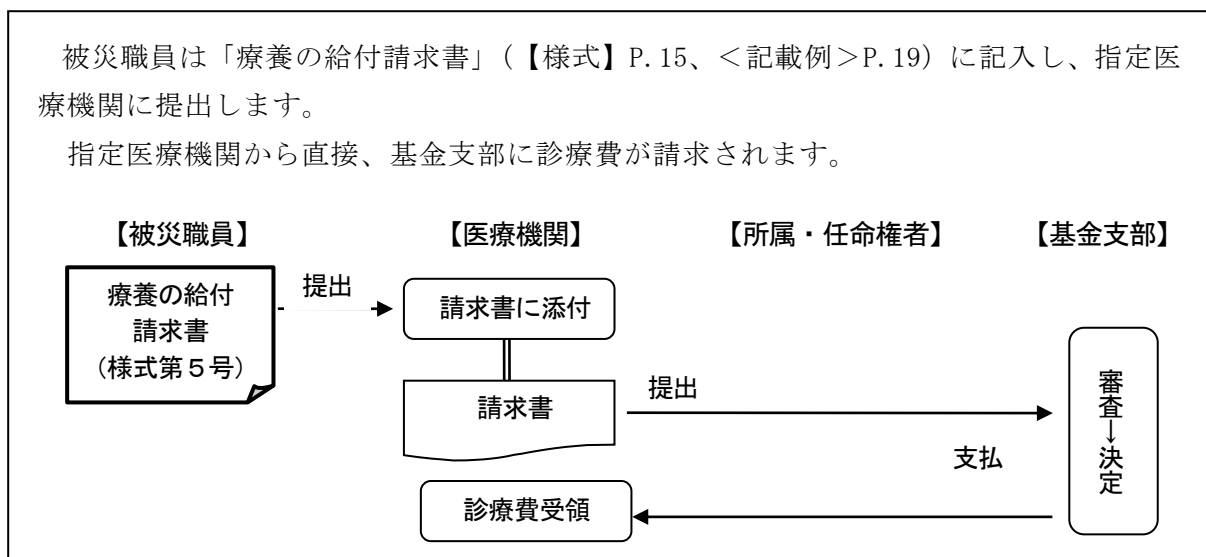 被災職員は「療養の給付請求書」（【様式】P.15、＜記載例＞P.19）に記入し、指定医
療機関に提出します。
指定医療機関から直接、基金支部に診療費が請求されます。
【被災職員】
【医療機関】
【所属・任命権者】
【基金支部】
療養の給付
請求書
（様式第５号）
提出
請求書に添付
請求書
提出
審査→決定
支払
診療費受領